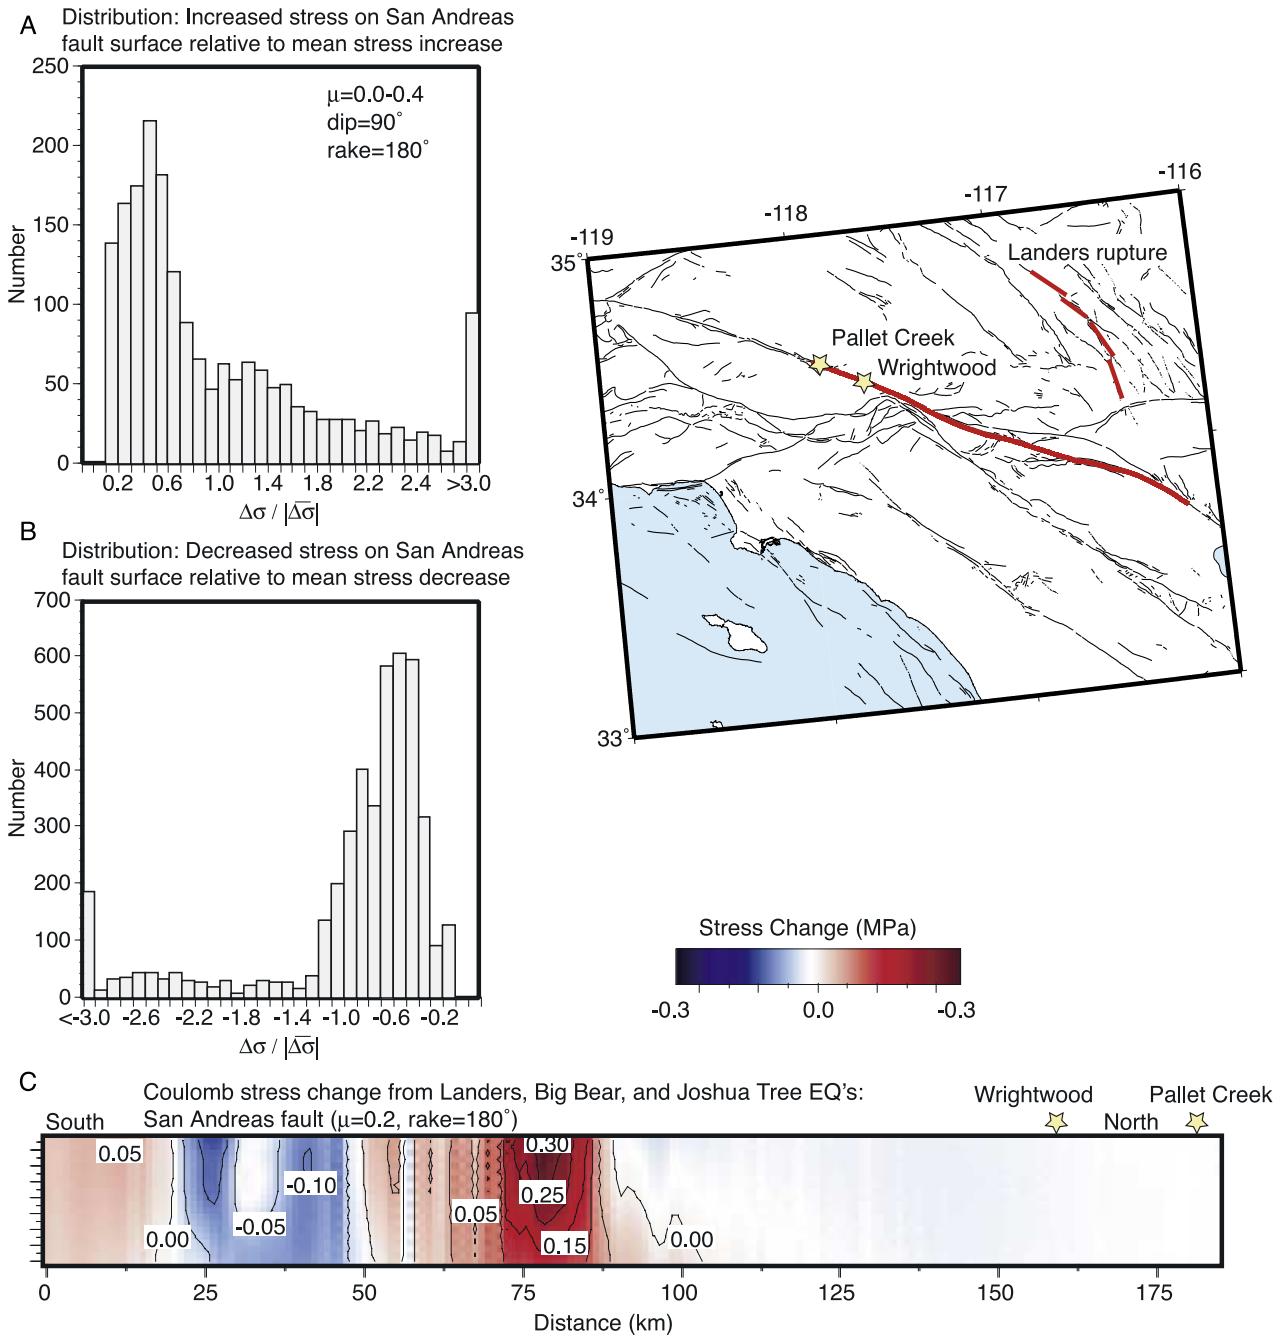 A
Distribution: Increased stress on San Andreas
fault surface relative to mean stress increase
250
200
150
100
50
0
Number
μ=0.0-0.4
dip=90°
rake=180°
0.2 0.6 1.0 1.4 1.8 2.2 2.4 >3.0
Δσ / |Δσ̅|
B
Distribution: Decreased stress on San Andreas
fault surface relative to mean stress decrease
700
600
500
400
300
200
100
0
Number
<-3.0 -2.6 -2.2 -1.8 -1.4 -1.0 -0.6 -0.2
Δσ / |Δσ̅|
-119
-118
-117
-116
35°
34°
33°
Landers rupture
Pallet Creek
Wrightwood
Stress Change (MPa)
-0.3 0.0 -0.3
C
Coulomb stress change from Landers, Big Bear, and Joshua Tree EQ's:
San Andreas fault (μ=0.2, rake=180°)
Wrightwood
Pallet Creek
South
North
0.05
0.00
-0.05
-0.10
0.05
0.30
0.25
0.15
0.00
0 25 50 75 100 125 150 175
Distance (km)